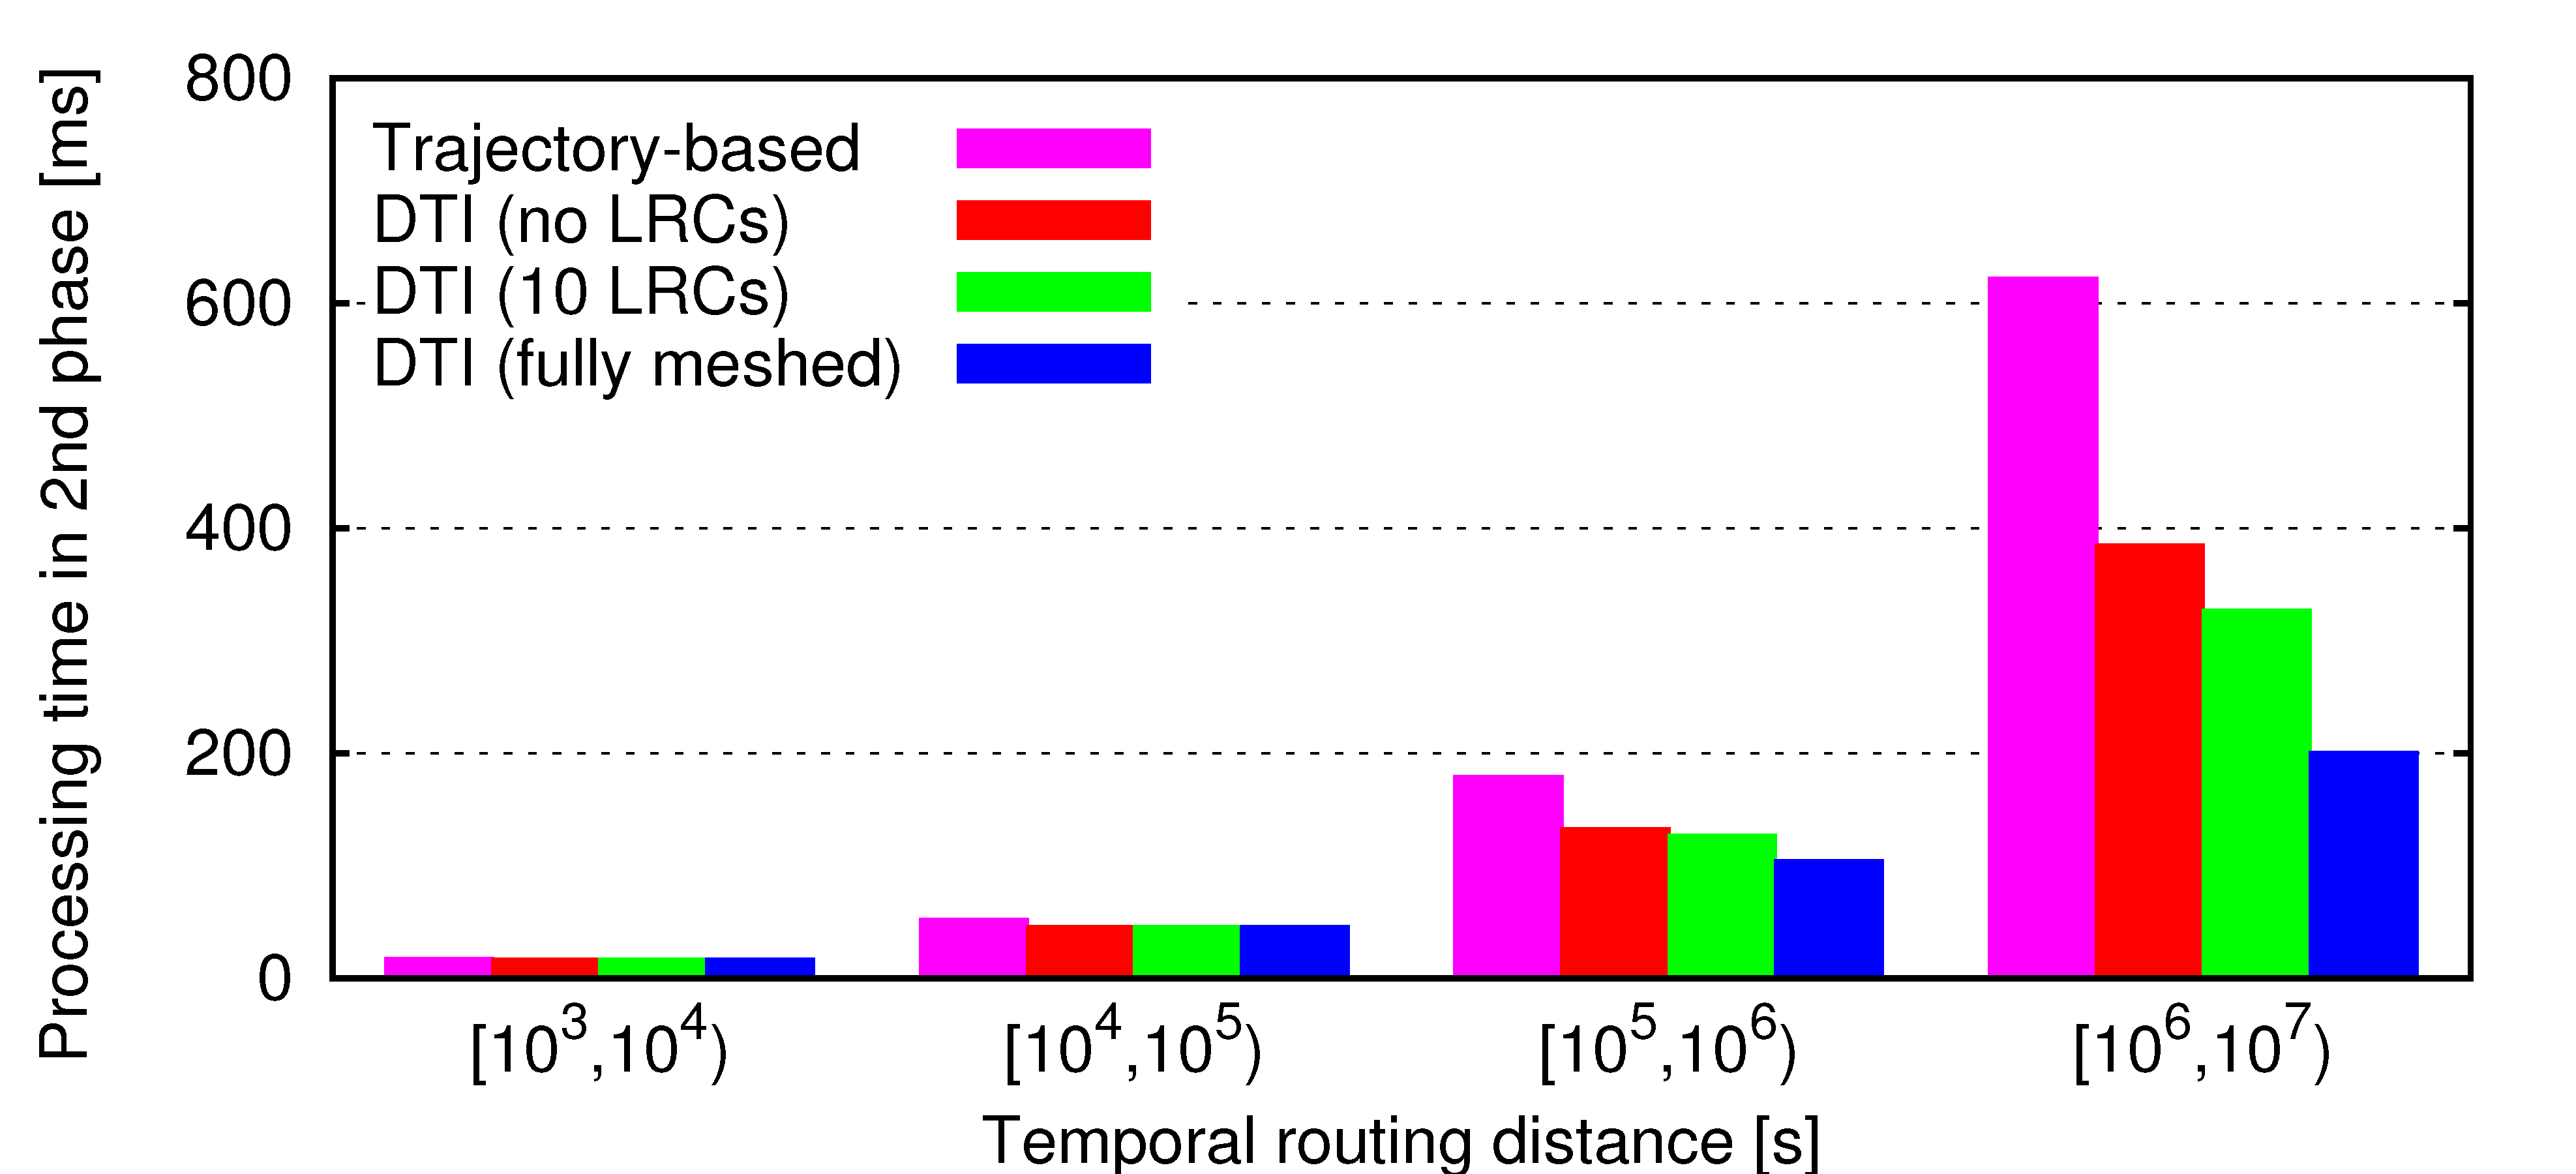 Processing time in 2nd phase [ms]
800
600
400
200
0
Trajectory-based
DTI (no LRCs)
DTI (10 LRCs)
DTI (fully meshed)
[10³,10⁴)
[10⁴,10⁵)
[10⁵,10⁶)
[10⁶,10⁷)
Temporal routing distance [s]